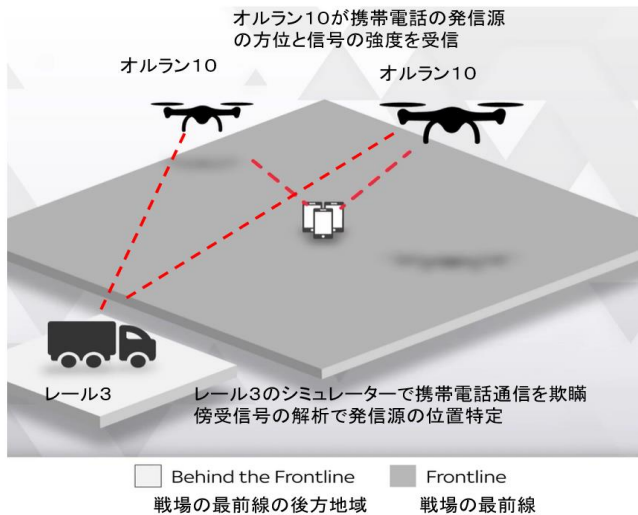 オルラン10が携帯電話の発信源
の方位と信号の強度を受信
オルラン10
オルラン10
レール3
レール3のシミュレーターで携帯電話通信を欺瞞
傍受信号の解析で発信源の位置特定
Behind the Frontline
Frontline
戦場の最前線の後方地域
戦場の最前線